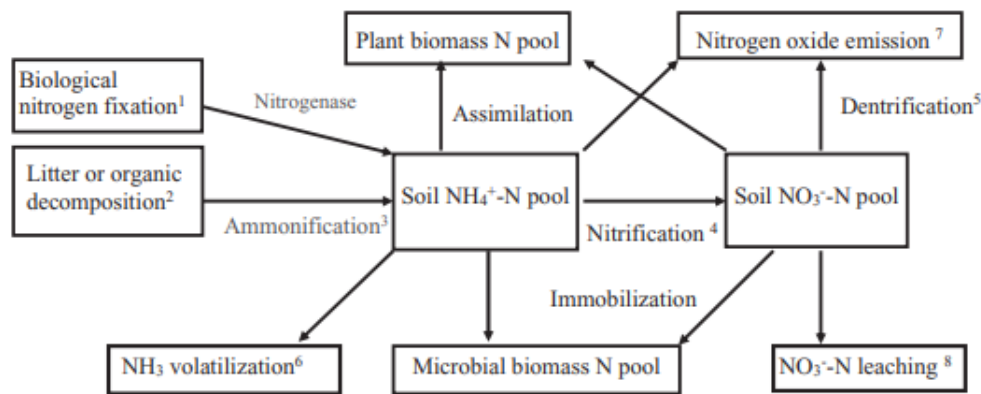 Plant biomass N pool
Nitrogen oxide emission ⁷
Biological
nitrogen fixation¹
Nitrogenase
Assimilation
Dentrification⁵
Litter or organic
decomposition²
Soil NH₄⁺-N pool
Soil NO₃⁻-N pool
Ammonification³
Nitrification ⁴
Immobilization
NH₃ volatilization⁶
Microbial biomass N pool
NO₃⁻-N leaching ⁸